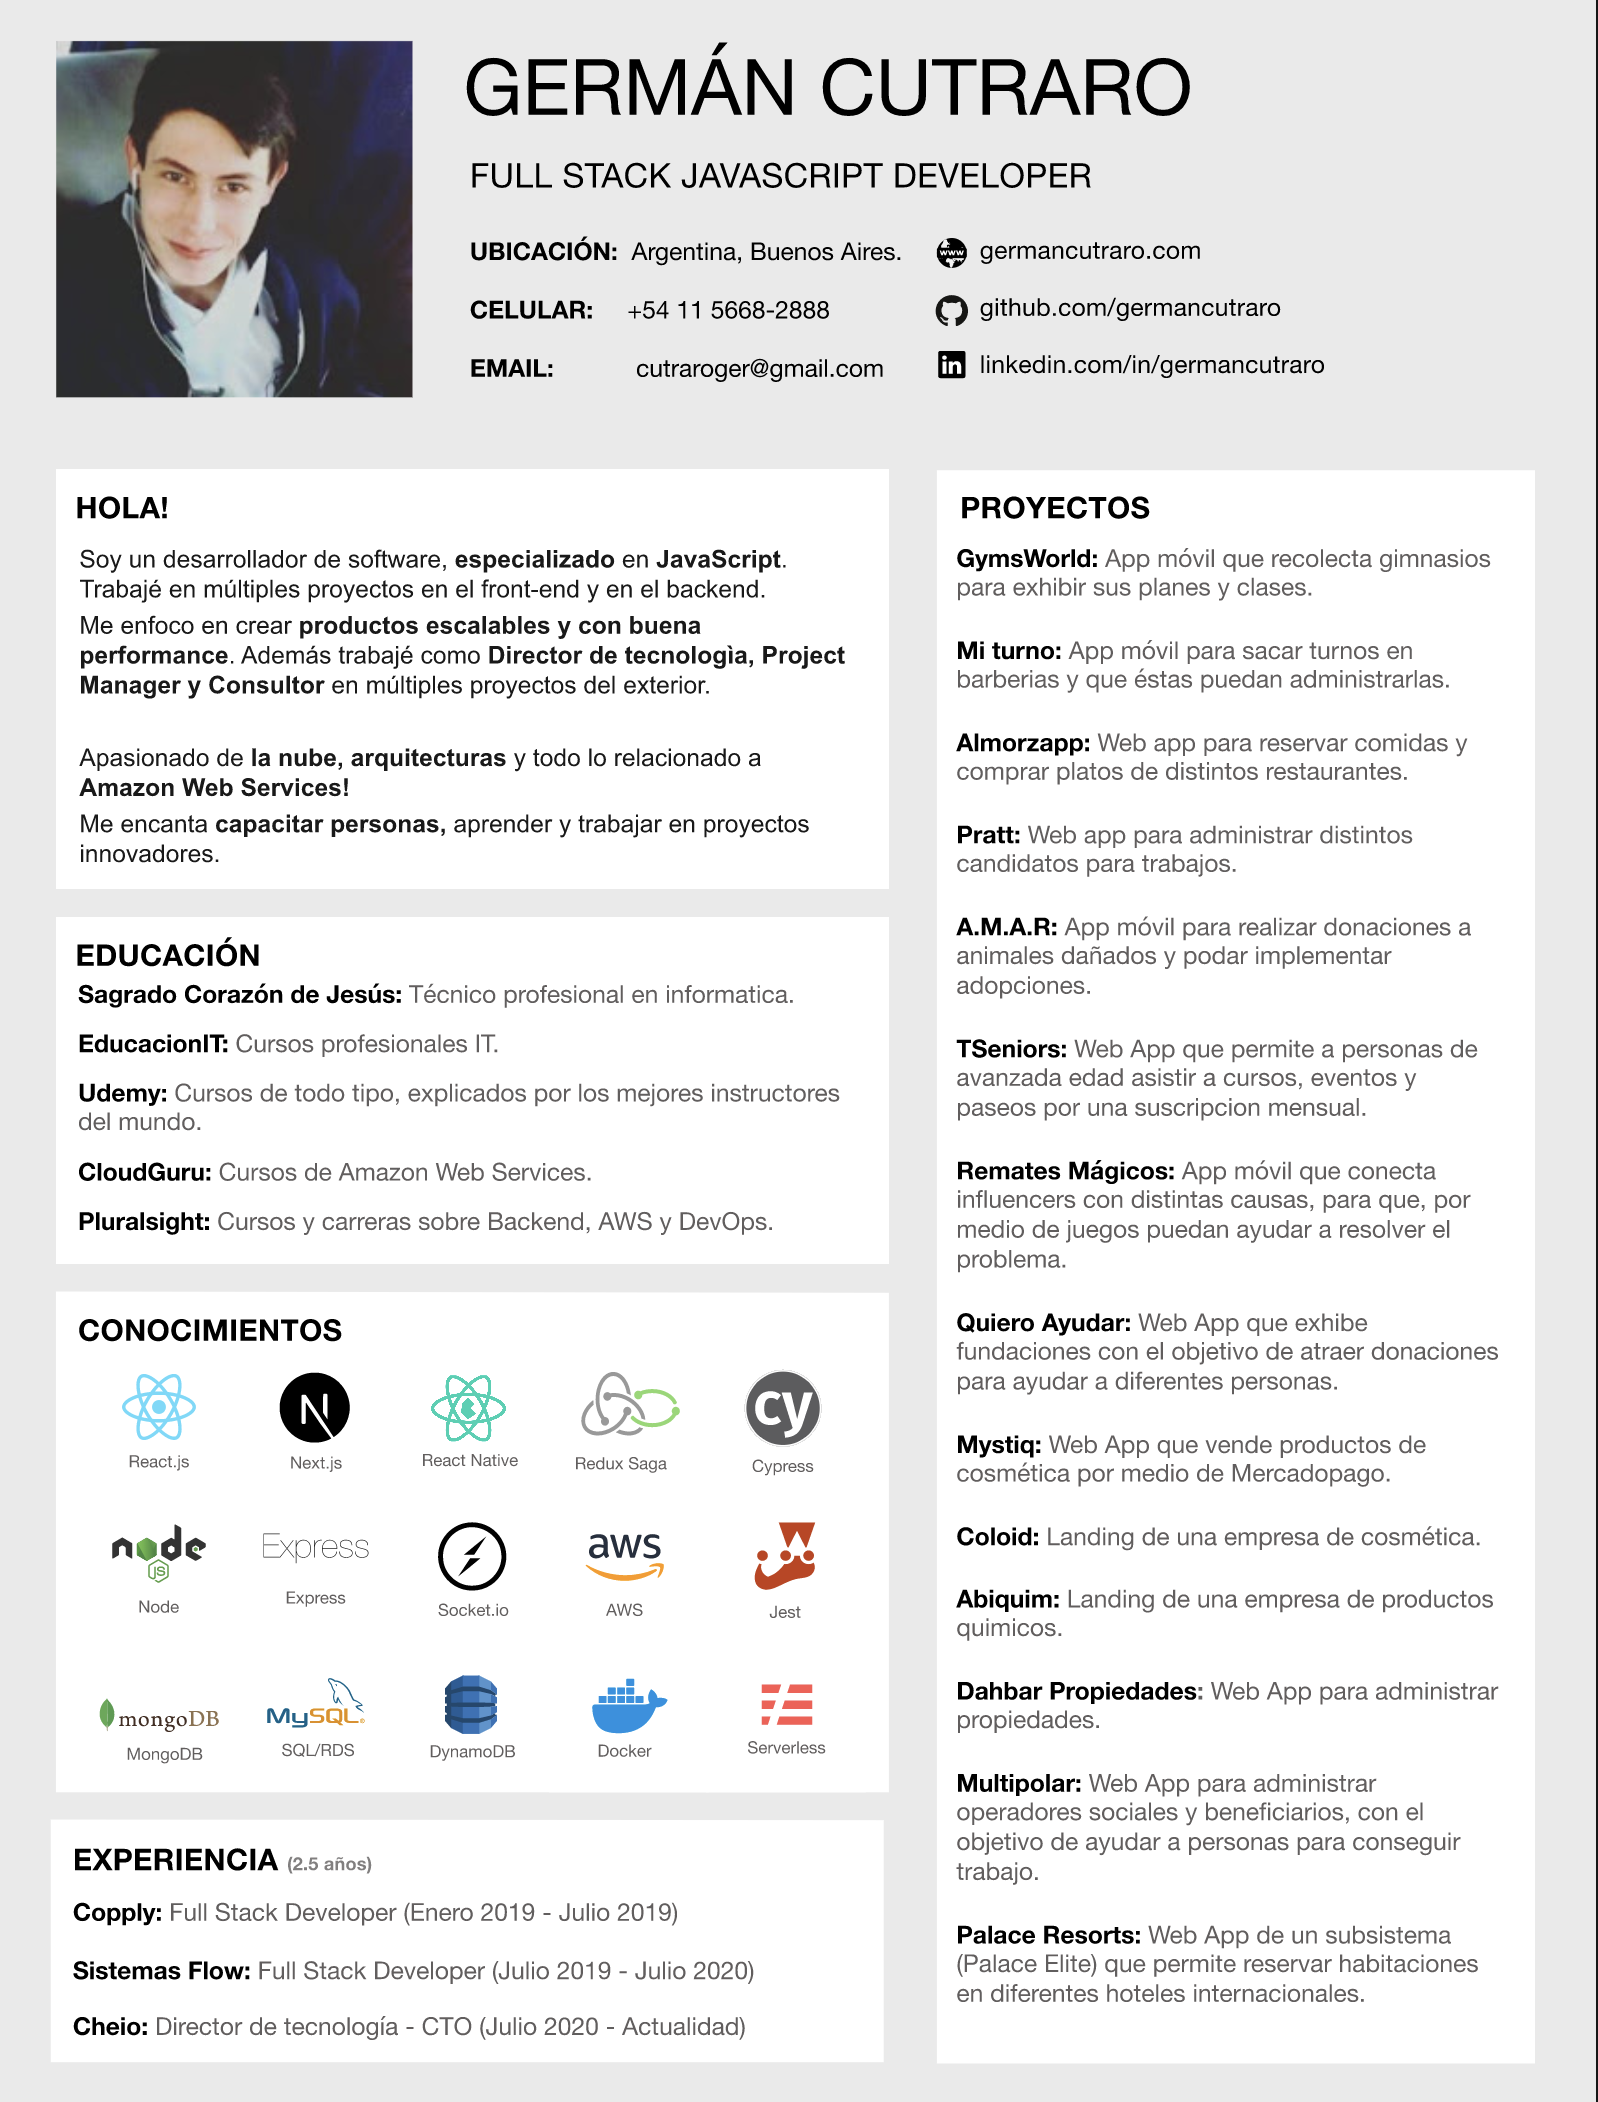 GERMÁN CUTRARO
FULL STACK JAVASCRIPT DEVELOPER
UBICACIÓN: Argentina, Buenos Aires.
CELULAR: +54 11 5668-2888
EMAIL: cutraroger@gmail.com
www
germancutraro.com
github.com/germancutraro
in linkedin.com/in/germancutraro
HOLA!
Soy un desarrollador de software, especializado en JavaScript.
Trabajé en múltiples proyectos en el front-end y en el backend.
Me enfoco en crear productos escalables y con buena
performance. Además trabajé como Director de tecnologìa, Project
Manager y Consultor en múltiples proyectos del exterior.
Apasionado de la nube, arquitecturas y todo lo relacionado a
Amazon Web Services!
Me encanta capacitar personas, aprender y trabajar en proyectos
innovadores.
EDUCACIÓN
Sagrado Corazón de Jesús: Técnico profesional en informatica.
EducacionIT: Cursos profesionales IT.
Udemy: Cursos de todo tipo, explicados por los mejores instructores
del mundo.
CloudGuru: Cursos de Amazon Web Services.
Pluralsight: Cursos y carreras sobre Backend, AWS y DevOps.
CONOCIMIENTOS
N
cy
React.js
Next.js
React Native
Redux Saga
Cypress
node
JS
Express
aws
Node
Express
Socket.io
AWS
Jest
mongoDB
MySQL®
MongoDB
SQL/RDS
DynamoDB
Docker
Serverless
EXPERIENCIA (2.5 años)
Copply: Full Stack Developer (Enero 2019 - Julio 2019)
Sistemas Flow: Full Stack Developer (Julio 2019 - Julio 2020)
Cheio: Director de tecnología - CTO (Julio 2020 - Actualidad)
PROYECTOS
GymsWorld: App móvil que recolecta gimnasios
para exhibir sus planes y clases.
Mi turno: App móvil para sacar turnos en
barberias y que éstas puedan administrarlas.
Almorzapp: Web app para reservar comidas y
comprar platos de distintos restaurantes.
Pratt: Web app para administrar distintos
candidatos para trabajos.
A.M.A.R: App móvil para realizar donaciones a
animales dañados y podar implementar
adopciones.
TSeniors: Web App que permite a personas de
avanzada edad asistir a cursos, eventos y
paseos por una suscripcion mensual.
Remates Mágicos: App móvil que conecta
influencers con distintas causas, para que, por
medio de juegos puedan ayudar a resolver el
problema.
Quiero Ayudar: Web App que exhibe
fundaciones con el objetivo de atraer donaciones
para ayudar a diferentes personas.
Mystiq: Web App que vende productos de
cosmética por medio de Mercadopago.
Coloid: Landing de una empresa de cosmética.
Abiquim: Landing de una empresa de productos
quimicos.
Dahbar Propiedades: Web App para administrar
propiedades.
Multipolar: Web App para administrar
operadores sociales y beneficiarios, con el
objetivo de ayudar a personas para conseguir
trabajo.
Palace Resorts: Web App de un subsistema
(Palace Elite) que permite reservar habitaciones
en diferentes hoteles internacionales.